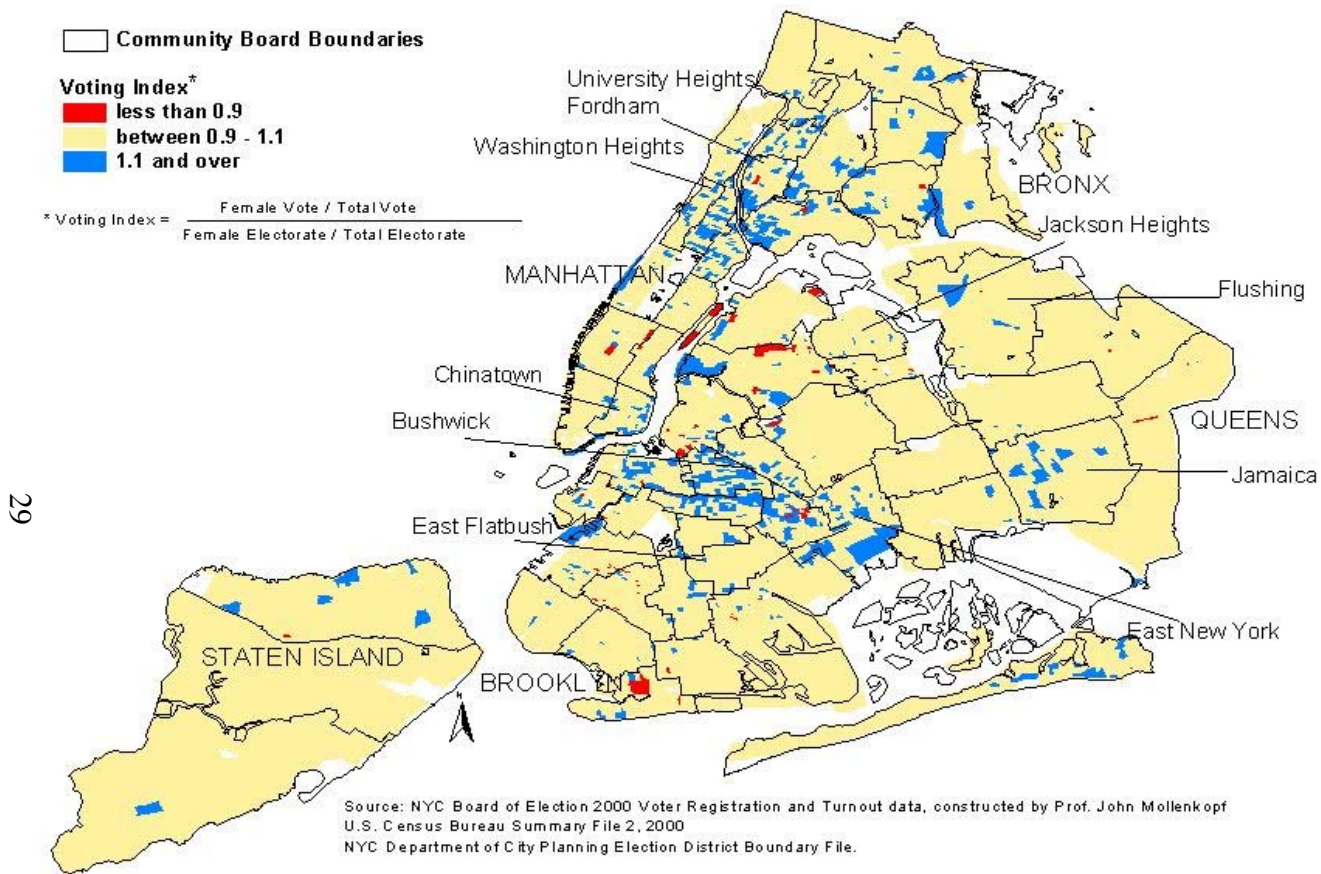 Community Board Boundaries
Voting Index*
less than 0.9
between 0.9 - 1.1
1.1 and over
* Voting Index =
Female Vote / Total Vote
Female Electorate / Total Electorate
University Heights
Fordham
Washington Heights
BRONX
Jackson Heights
MANHATTAN
Flushing
Chinatown
Bushwick
QUEENS
Jamaica
East Flatbush
29
East New York
STATEN ISLAND
BROOKLYN
N
Source: NYC Board of Election 2000 Voter Registration and Turnout data, constructed by Prof. John Mollenkopf
U.S. Census Bureau Summary File 2, 2000
NYC Department of City Planning Election District Boundary File.